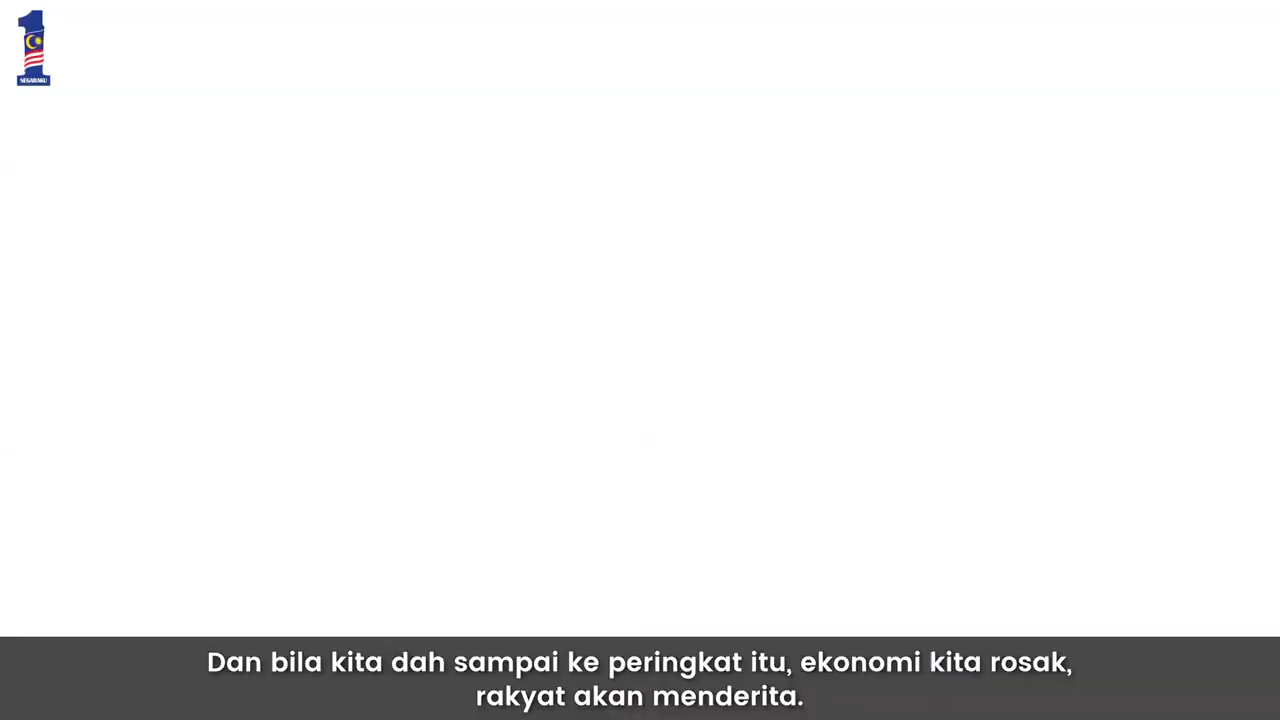 NEGARAKU
Dan bila kita dah sampai ke peringkat itu, ekonomi kita rosak,
rakyat akan menderita.